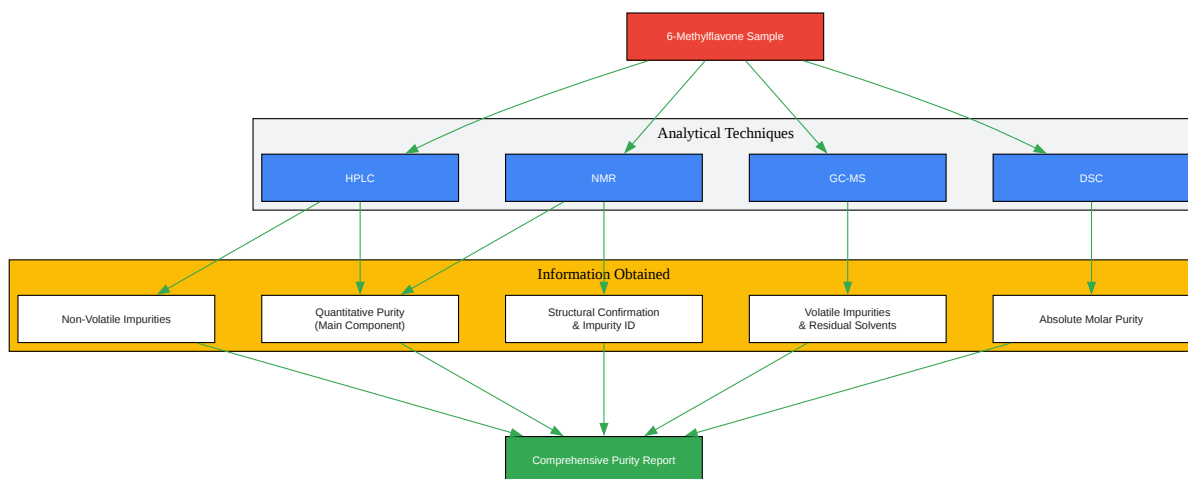 6-Methylflavone Sample
Analytical Techniques
HPLC
NMR
GC-MS
DSC
Information Obtained
Non-Volatile Impurities
Quantitative Purity
(Main Component)
Structural Confirmation
& Impurity ID
Volatile Impurities
& Residual Solvents
Absolute Molar Purity
Comprehensive Purity Report